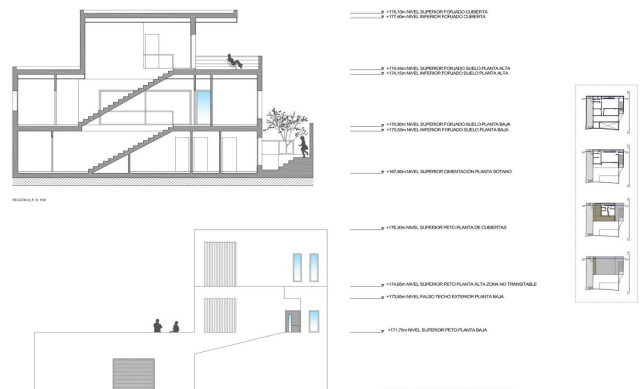 +178,10m NIVEL SUPERIOR FORJADO CUBIERTA
+177,80m NIVEL INFERIOR FORJADO CUBIERTA
+174,45m NIVEL SUPERIOR FORJADO SUELO PLANTA ALTA
+174,15m NIVEL INFERIOR FORJADO SUELO PLANTA ALTA
+170,80m NIVEL SUPERIOR FORJADO SUELO PLANTA BAJA
+170,50m NIVEL INFERIOR FORJADO SUELO PLANTA BAJA
+167,60m NIVEL SUPERIOR CIMENTACIÓN PLANTA SÓTANO
+178,30m NIVEL SUPERIOR PETO PLANTA DE CUBIERTAS
+174,65m NIVEL SUPERIOR PETO PLANTA ALTA ZONA NO TRANSITABLE
+173,65m NIVEL FALSO TECHO EXTERIOR PLANTA BAJA
+171,70m NIVEL SUPERIOR PETO PLANTA BAJA